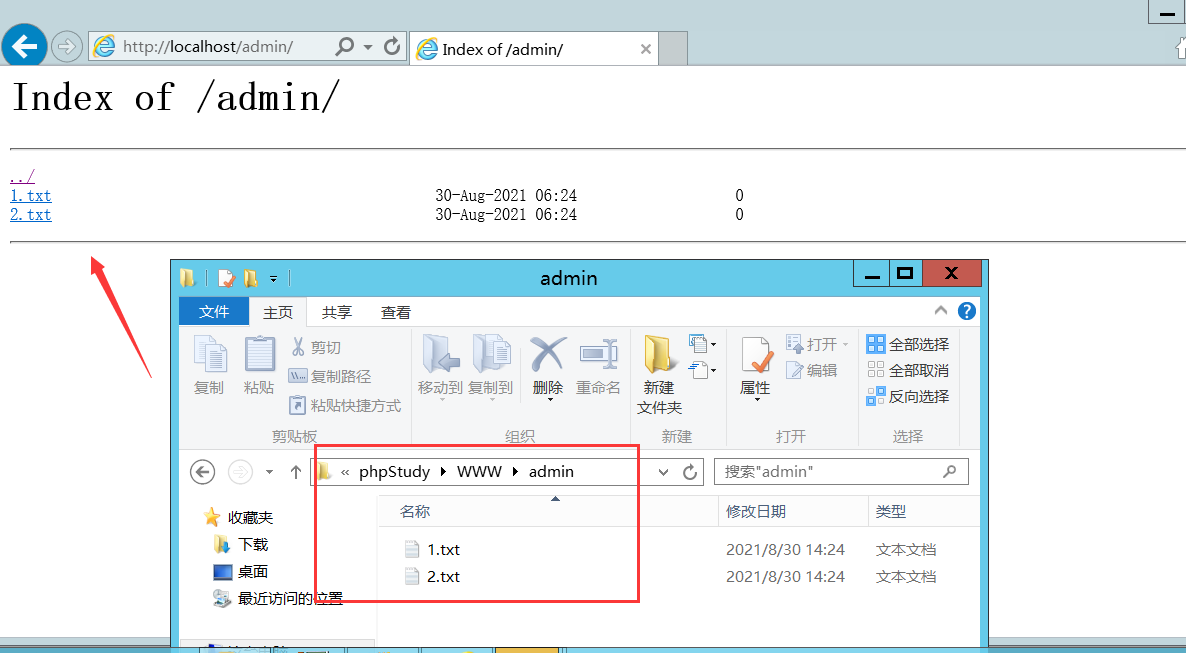 http://localhost/admin/
Index of /admin/
Index of /admin/
../
1.txt 30-Aug-2021 06:24 0
2.txt 30-Aug-2021 06:24 0
admin
文件 主页 共享 查看
复制 粘贴 剪切 复制路径 粘贴快捷方式
移动到 复制到 删除 重命名
新建文件夹
属性 打开 编辑
全部选择 全部取消 反向选择
剪贴板 组织 新建 打开 选择
« phpStudy WWW admin 搜索"admin"
名称 修改日期 类型
收藏夹
下载
桌面
最近访问的位置
1.txt 2021/8/30 14:24 文本文档
2.txt 2021/8/30 14:24 文本文档